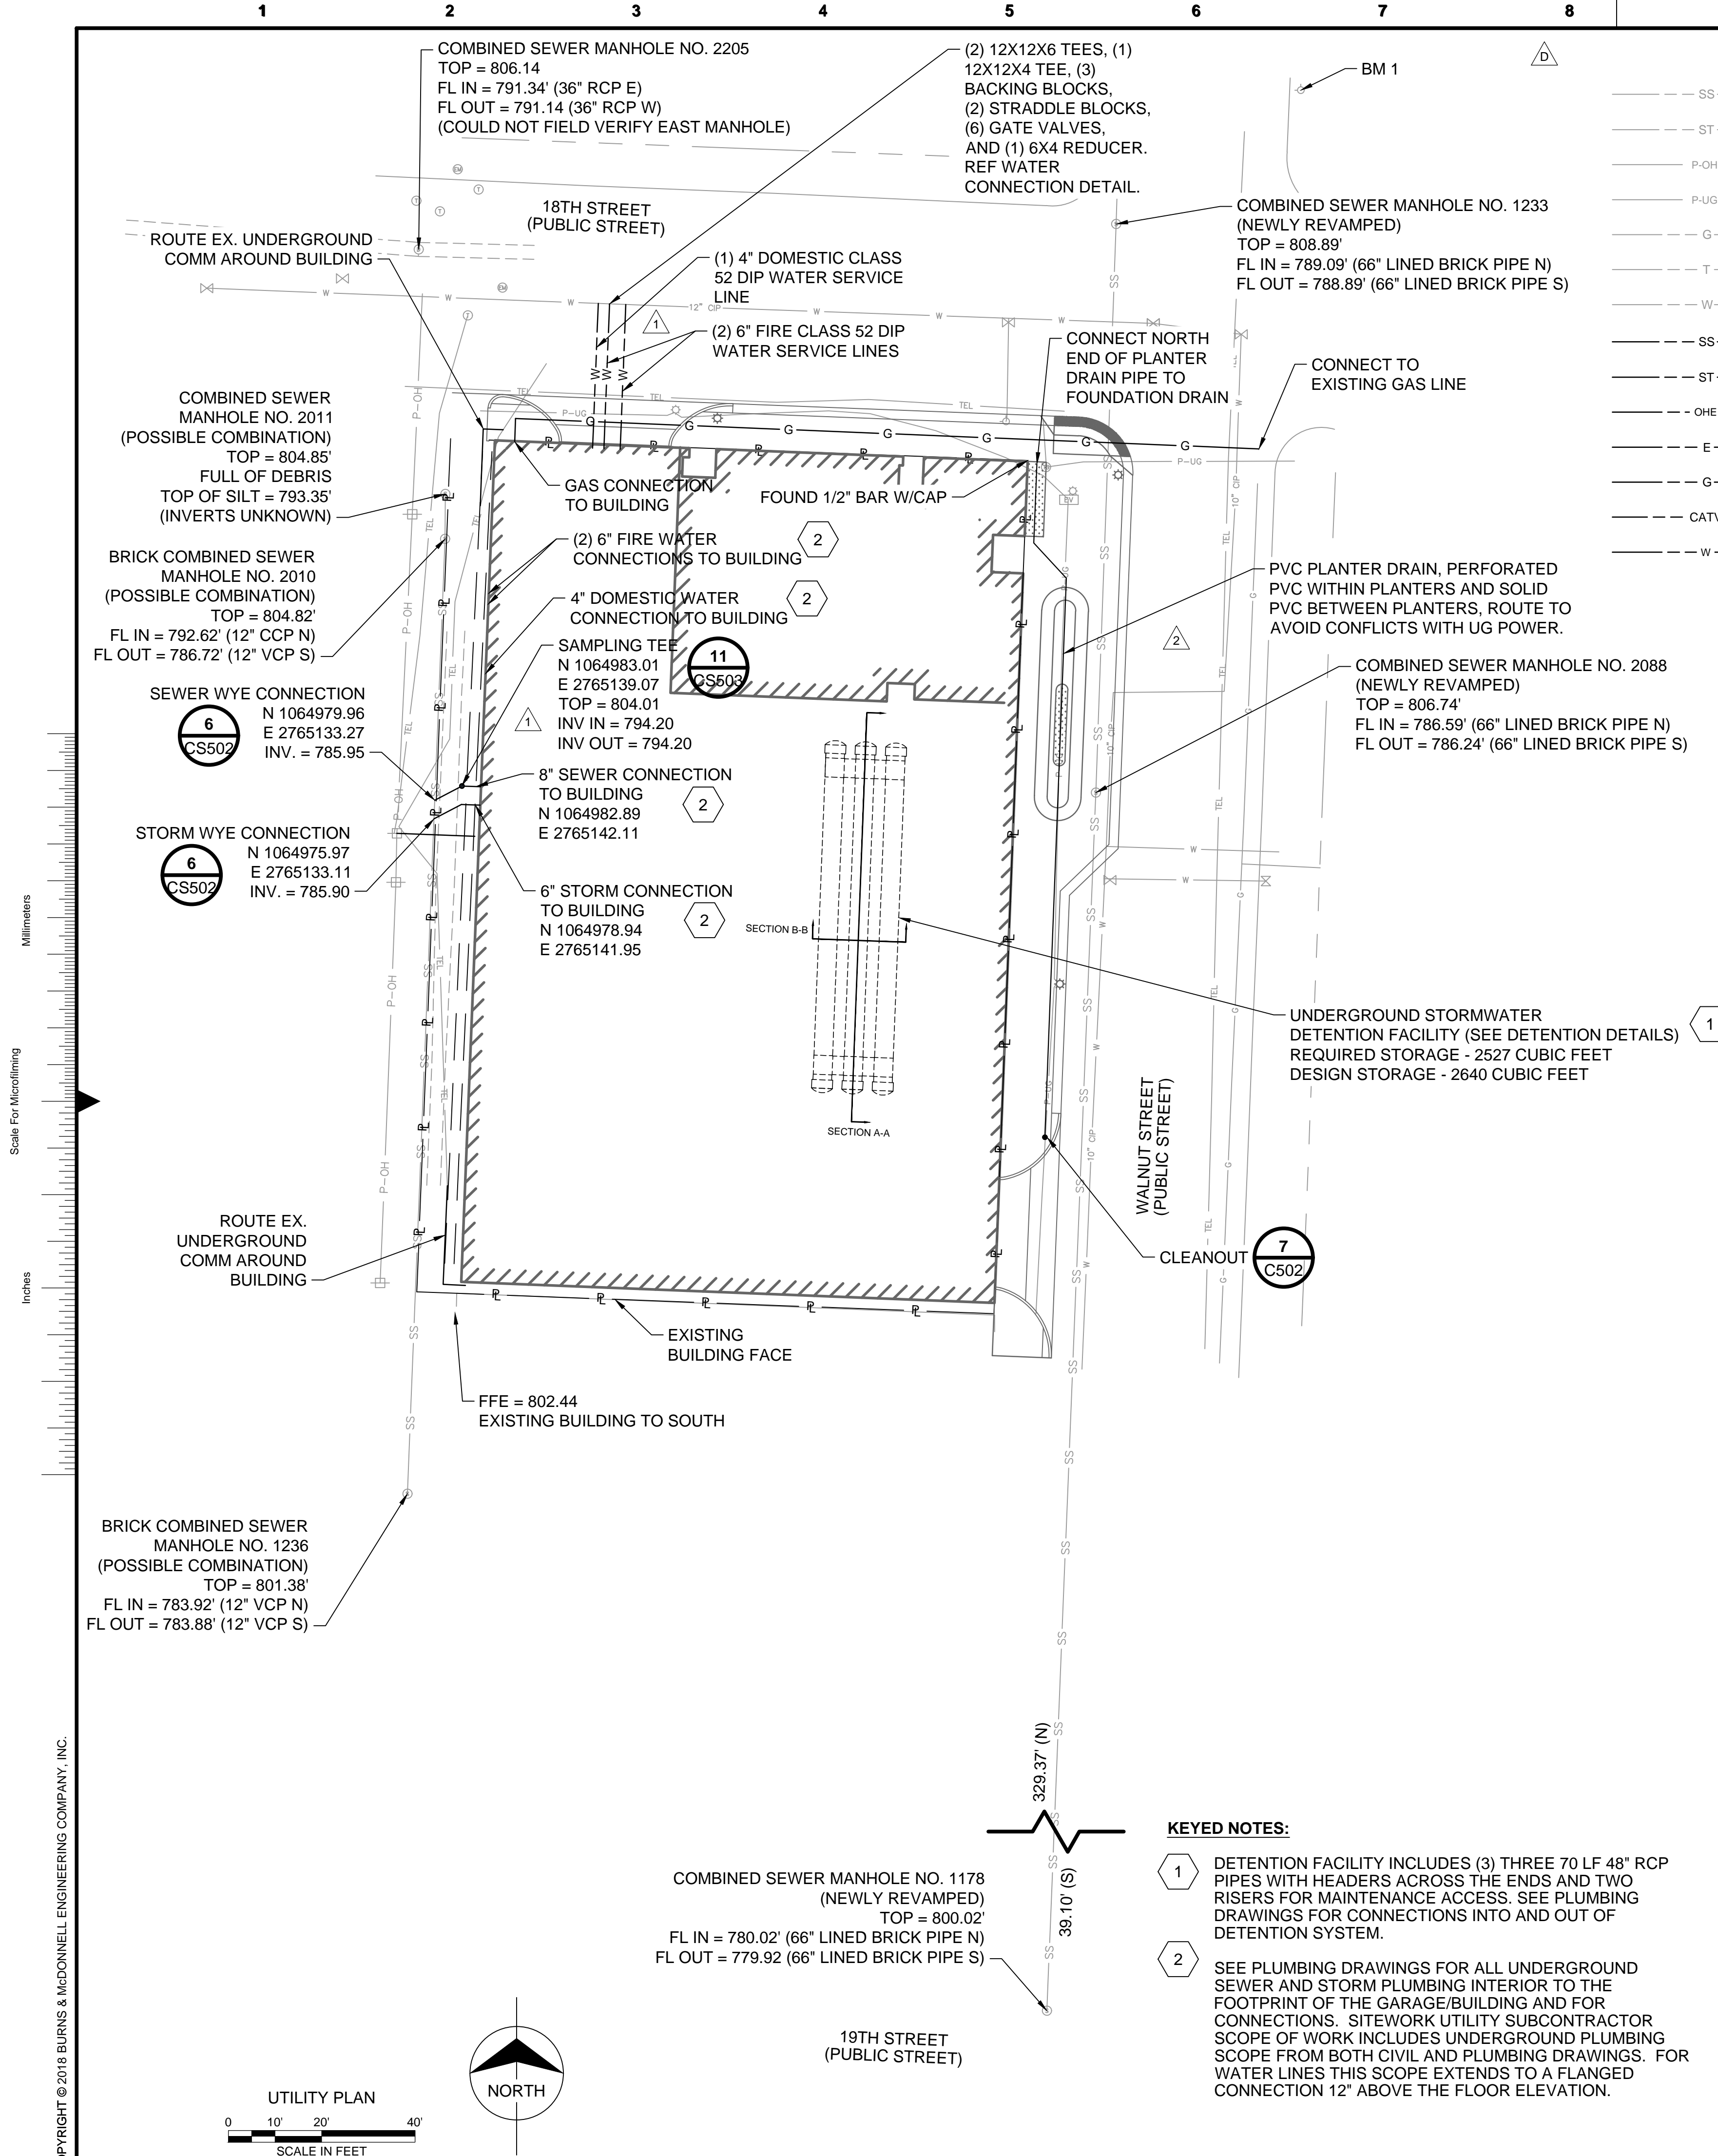 1 2 3 4 5 6 7 8
COMBINED SEWER MANHOLE NO. 2205
TOP = 806.14
FL IN = 791.34' (36" RCP E)
FL OUT = 791.14 (36" RCP W)
(COULD NOT FIELD VERIFY EAST MANHOLE)
(2) 12X12X6 TEES, (1)
12X12X4 TEE, (3)
BACKING BLOCKS,
(2) STRADDLE BLOCKS,
(6) GATE VALVES,
AND (1) 6X4 REDUCER.
REF WATER
CONNECTION DETAIL.
BM 1
D
SS
ST
P-OH
P-UG
G
T
W
SS
ST
OHE
E
G
CATV
W
18TH STREET
(PUBLIC STREET)
ROUTE EX. UNDERGROUND
COMM AROUND BUILDING
(1) 4" DOMESTIC CLASS
52 DIP WATER SERVICE
LINE
12" CIP
1
(2) 6" FIRE CLASS 52 DIP
WATER SERVICE LINES
COMBINED SEWER MANHOLE NO. 1233
(NEWLY REVAMPED)
TOP = 808.89'
FL IN = 789.09' (66" LINED BRICK PIPE N)
FL OUT = 788.89' (66" LINED BRICK PIPE S)
CONNECT NORTH
END OF PLANTER
DRAIN PIPE TO
FOUNDATION DRAIN
CONNECT TO
EXISTING GAS LINE
COMBINED SEWER
MANHOLE NO. 2011
(POSSIBLE COMBINATION)
TOP = 804.85'
FULL OF DEBRIS
TOP OF SILT = 793.35'
(INVERTS UNKNOWN)
GAS CONNECTION
TO BUILDING
FOUND 1/2" BAR W/CAP
(2) 6" FIRE WATER
CONNECTIONS TO BUILDING
2
BRICK COMBINED SEWER
MANHOLE NO. 2010
(POSSIBLE COMBINATION)
TOP = 804.82'
FL IN = 792.62' (12" CCP N)
FL OUT = 786.72' (12" VCP S)
4" DOMESTIC WATER
CONNECTION TO BUILDING
2
PVC PLANTER DRAIN, PERFORATED
PVC WITHIN PLANTERS AND SOLID
PVC BETWEEN PLANTERS, ROUTE TO
AVOID CONFLICTS WITH UG POWER.
2
SAMPLING TEE
N 1064983.01
E 2765139.07
TOP = 804.01
INV IN = 794.20
INV OUT = 794.20
11
CS503
1
COMBINED SEWER MANHOLE NO. 2088
(NEWLY REVAMPED)
TOP = 806.74'
FL IN = 786.59' (66" LINED BRICK PIPE N)
FL OUT = 786.24' (66" LINED BRICK PIPE S)
SEWER WYE CONNECTION
N 1064979.96
E 2765133.27
INV. = 785.95
6
CS502
8" SEWER CONNECTION
TO BUILDING
N 1064982.89
E 2765142.11
2
STORM WYE CONNECTION
N 1064975.97
E 2765133.11
INV. = 785.90
6
CS502
6" STORM CONNECTION
TO BUILDING
N 1064978.94
E 2765141.95
2
SECTION B-B
SECTION A-A
UNDERGROUND STORMWATER
DETENTION FACILITY (SEE DETENTION DETAILS)
REQUIRED STORAGE - 2527 CUBIC FEET
DESIGN STORAGE - 2640 CUBIC FEET
1
WALNUT STREET
(PUBLIC STREET)
10" CIP
10" CIP
10" CIP
CLEANOUT
7
C502
ROUTE EX.
UNDERGROUND
COMM AROUND
BUILDING
EXISTING
BUILDING FACE
FFE = 802.44
EXISTING BUILDING TO SOUTH
BRICK COMBINED SEWER
MANHOLE NO. 1236
(POSSIBLE COMBINATION)
TOP = 801.38'
FL IN = 783.92' (12" VCP N)
FL OUT = 783.88' (12" VCP S)
329.37' (N)
39.10' (S)
COMBINED SEWER MANHOLE NO. 1178
(NEWLY REVAMPED)
TOP = 800.02'
FL IN = 780.02' (66" LINED BRICK PIPE N)
FL OUT = 779.92 (66" LINED BRICK PIPE S)
19TH STREET
(PUBLIC STREET)
KEYED NOTES:
1 DETENTION FACILITY INCLUDES (3) THREE 70 LF 48" RCP
PIPES WITH HEADERS ACROSS THE ENDS AND TWO
RISERS FOR MAINTENANCE ACCESS. SEE PLUMBING
DRAWINGS FOR CONNECTIONS INTO AND OUT OF
DETENTION SYSTEM.
2 SEE PLUMBING DRAWINGS FOR ALL UNDERGROUND
SEWER AND STORM PLUMBING INTERIOR TO THE
FOOTPRINT OF THE GARAGE/BUILDING AND FOR
CONNECTIONS. SITEWORK UTILITY SUBCONTRACTOR
SCOPE OF WORK INCLUDES UNDERGROUND PLUMBING
SCOPE FROM BOTH CIVIL AND PLUMBING DRAWINGS. FOR
WATER LINES THIS SCOPE EXTENDS TO A FLANGED
CONNECTION 12" ABOVE THE FLOOR ELEVATION.
NORTH
UTILITY PLAN
0 10' 20' 40'
SCALE IN FEET
Millimeters
Scale For Microfilming
Inches
PYRIGHT © 2018 BURNS & McDONNELL ENGINEERING COMPANY, INC.